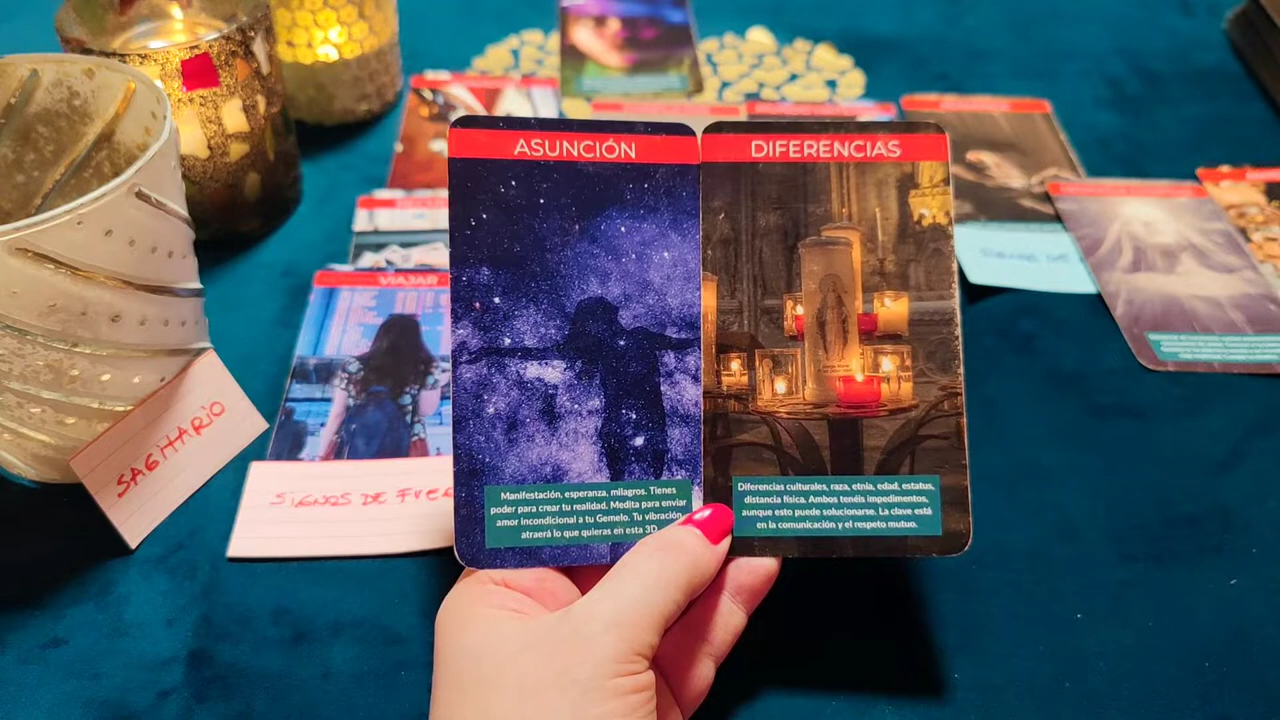 ASUNCIÓN
Manifestación, esperanza, milagros. Tienes
poder para crear tu realidad. Medita para enviar
amor incondicional a tu Gemelo. Tu vibración
atraerá lo que quieras en esta 3D
DIFERENCIAS
Diferencias culturales, raza, etnia, edad, estatus,
distancia física. Ambos tenéis impedimentos,
aunque esto puede solucionarse. La clave está
en la comunicación y el respeto mutuo.
VIAJAR
SAGITARIO
SIGNOS DE FUEG